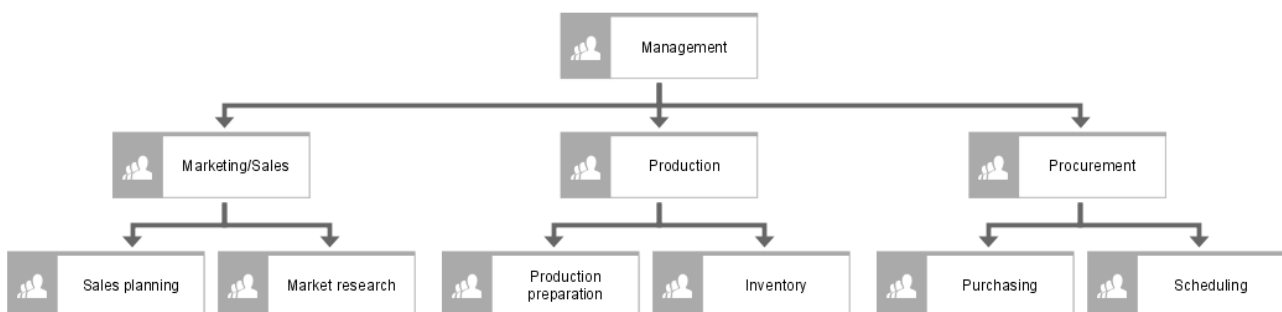 Management
Marketing/Sales
Production
Procurement
Sales planning
Market research
Production
preparation
Inventory
Purchasing
Scheduling